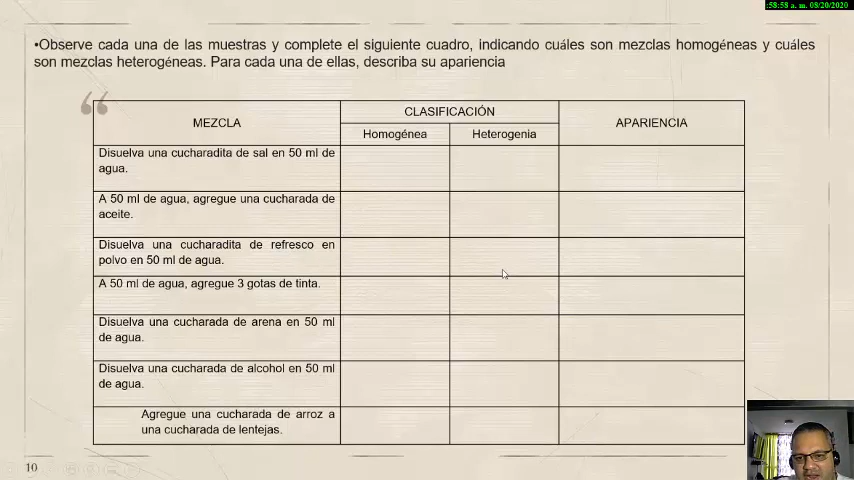 :58:58 a. m. 08/20/2020
•Observe cada una de las muestras y complete el siguiente cuadro, indicando cuáles son mezclas homogéneas y cuáles
son mezclas heterogéneas. Para cada una de ellas, describa su apariencia
“
MEZCLA
CLASIFICACIÓN
APARIENCIA
Homogénea
Heterogenia
Disuelva una cucharadita de sal en 50 ml de
agua.
A 50 ml de agua, agregue una cucharada de
aceite.
Disuelva una cucharadita de refresco en
polvo en 50 ml de agua.
A 50 ml de agua, agregue 3 gotas de tinta.
Disuelva una cucharada de arena en 50 ml
de agua.
Disuelva una cucharada de alcohol en 50 ml
de agua.
Agregue una cucharada de arroz a
una cucharada de lentejas.
10